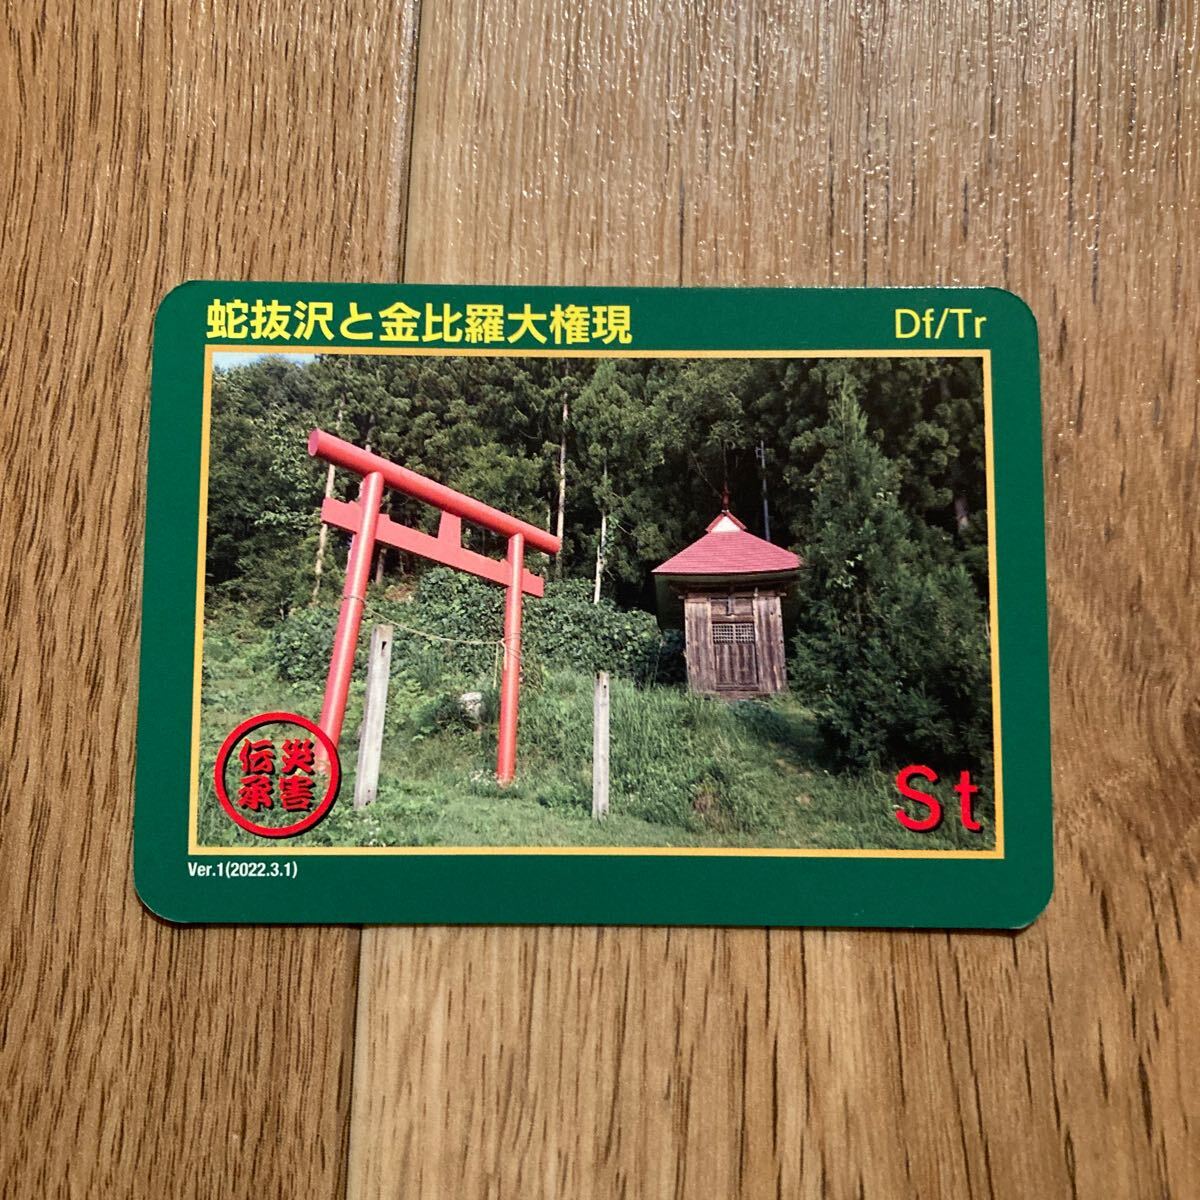 蛇抜沢と金比羅大権現
Df/Tr
災害
伝承
St
Ver.1(2022.3.1)